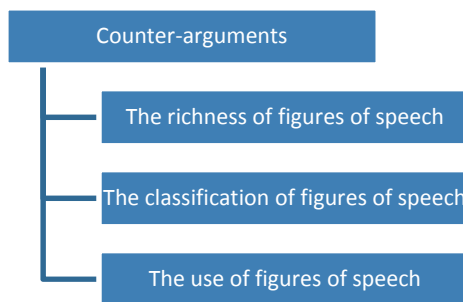 Counter-arguments
The richness of figures of speech
The classification of figures of speech
The use of figures of speech